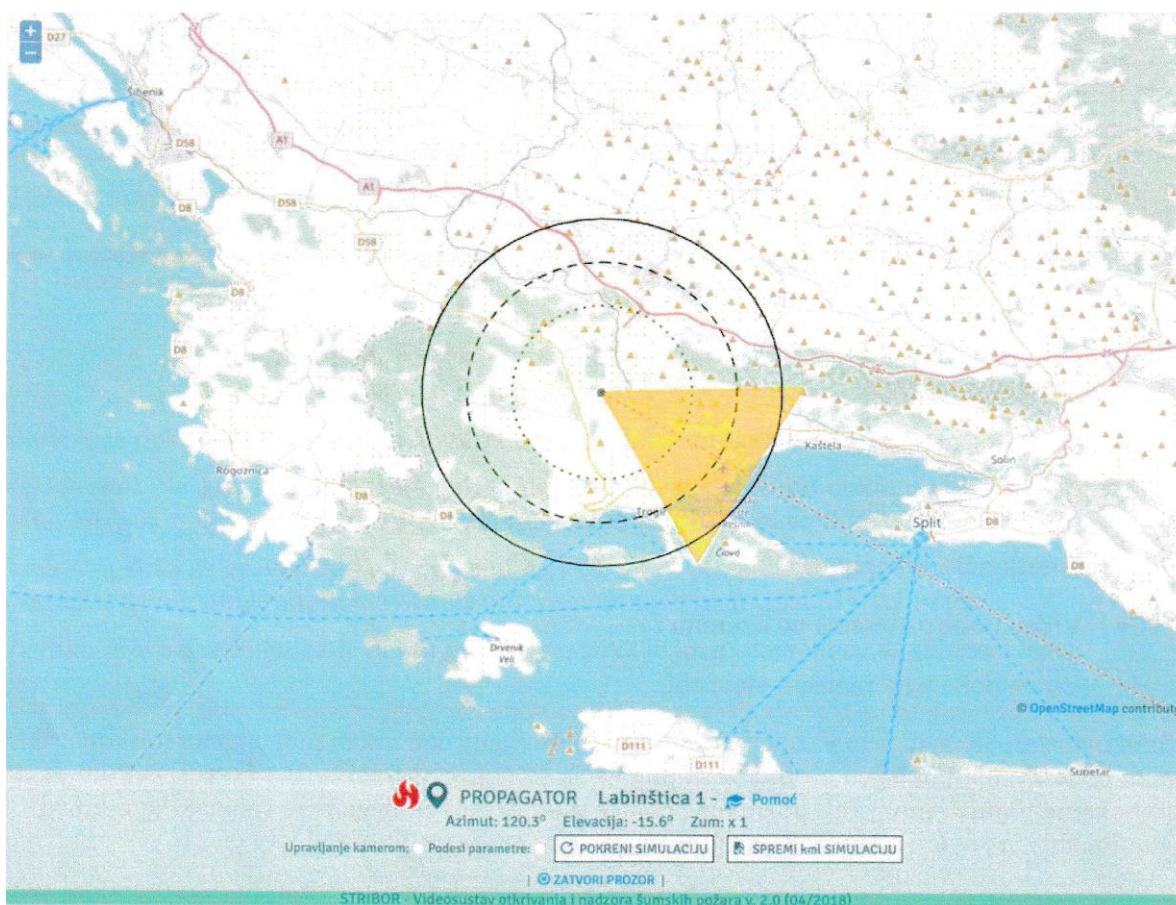 +
D27
−
Šibenik
A1
D58
A1
D58
D8
D58
D8
D8
Kaštela
Rogoznica
Solin
D8
D8
Trogir
Split
D8
Čiovo
D8
Drvenik
Veli
© OpenStreetMap contributo
D111
D111
Supetar
PROPAGATOR Labinštica 1 - Pomoć
Azimut: 120.3° Elevacija: -15.6° Zum: x 1
Upravljanje kamerom: Podesi parametre: POKRENI SIMULACIJU SPREMI kml SIMULACIJU
| ZATVORI PROZOR |
STRIBOR - Videosustav otkrivanja i nadzora šumskih požara v. 2.0 (04/2018)